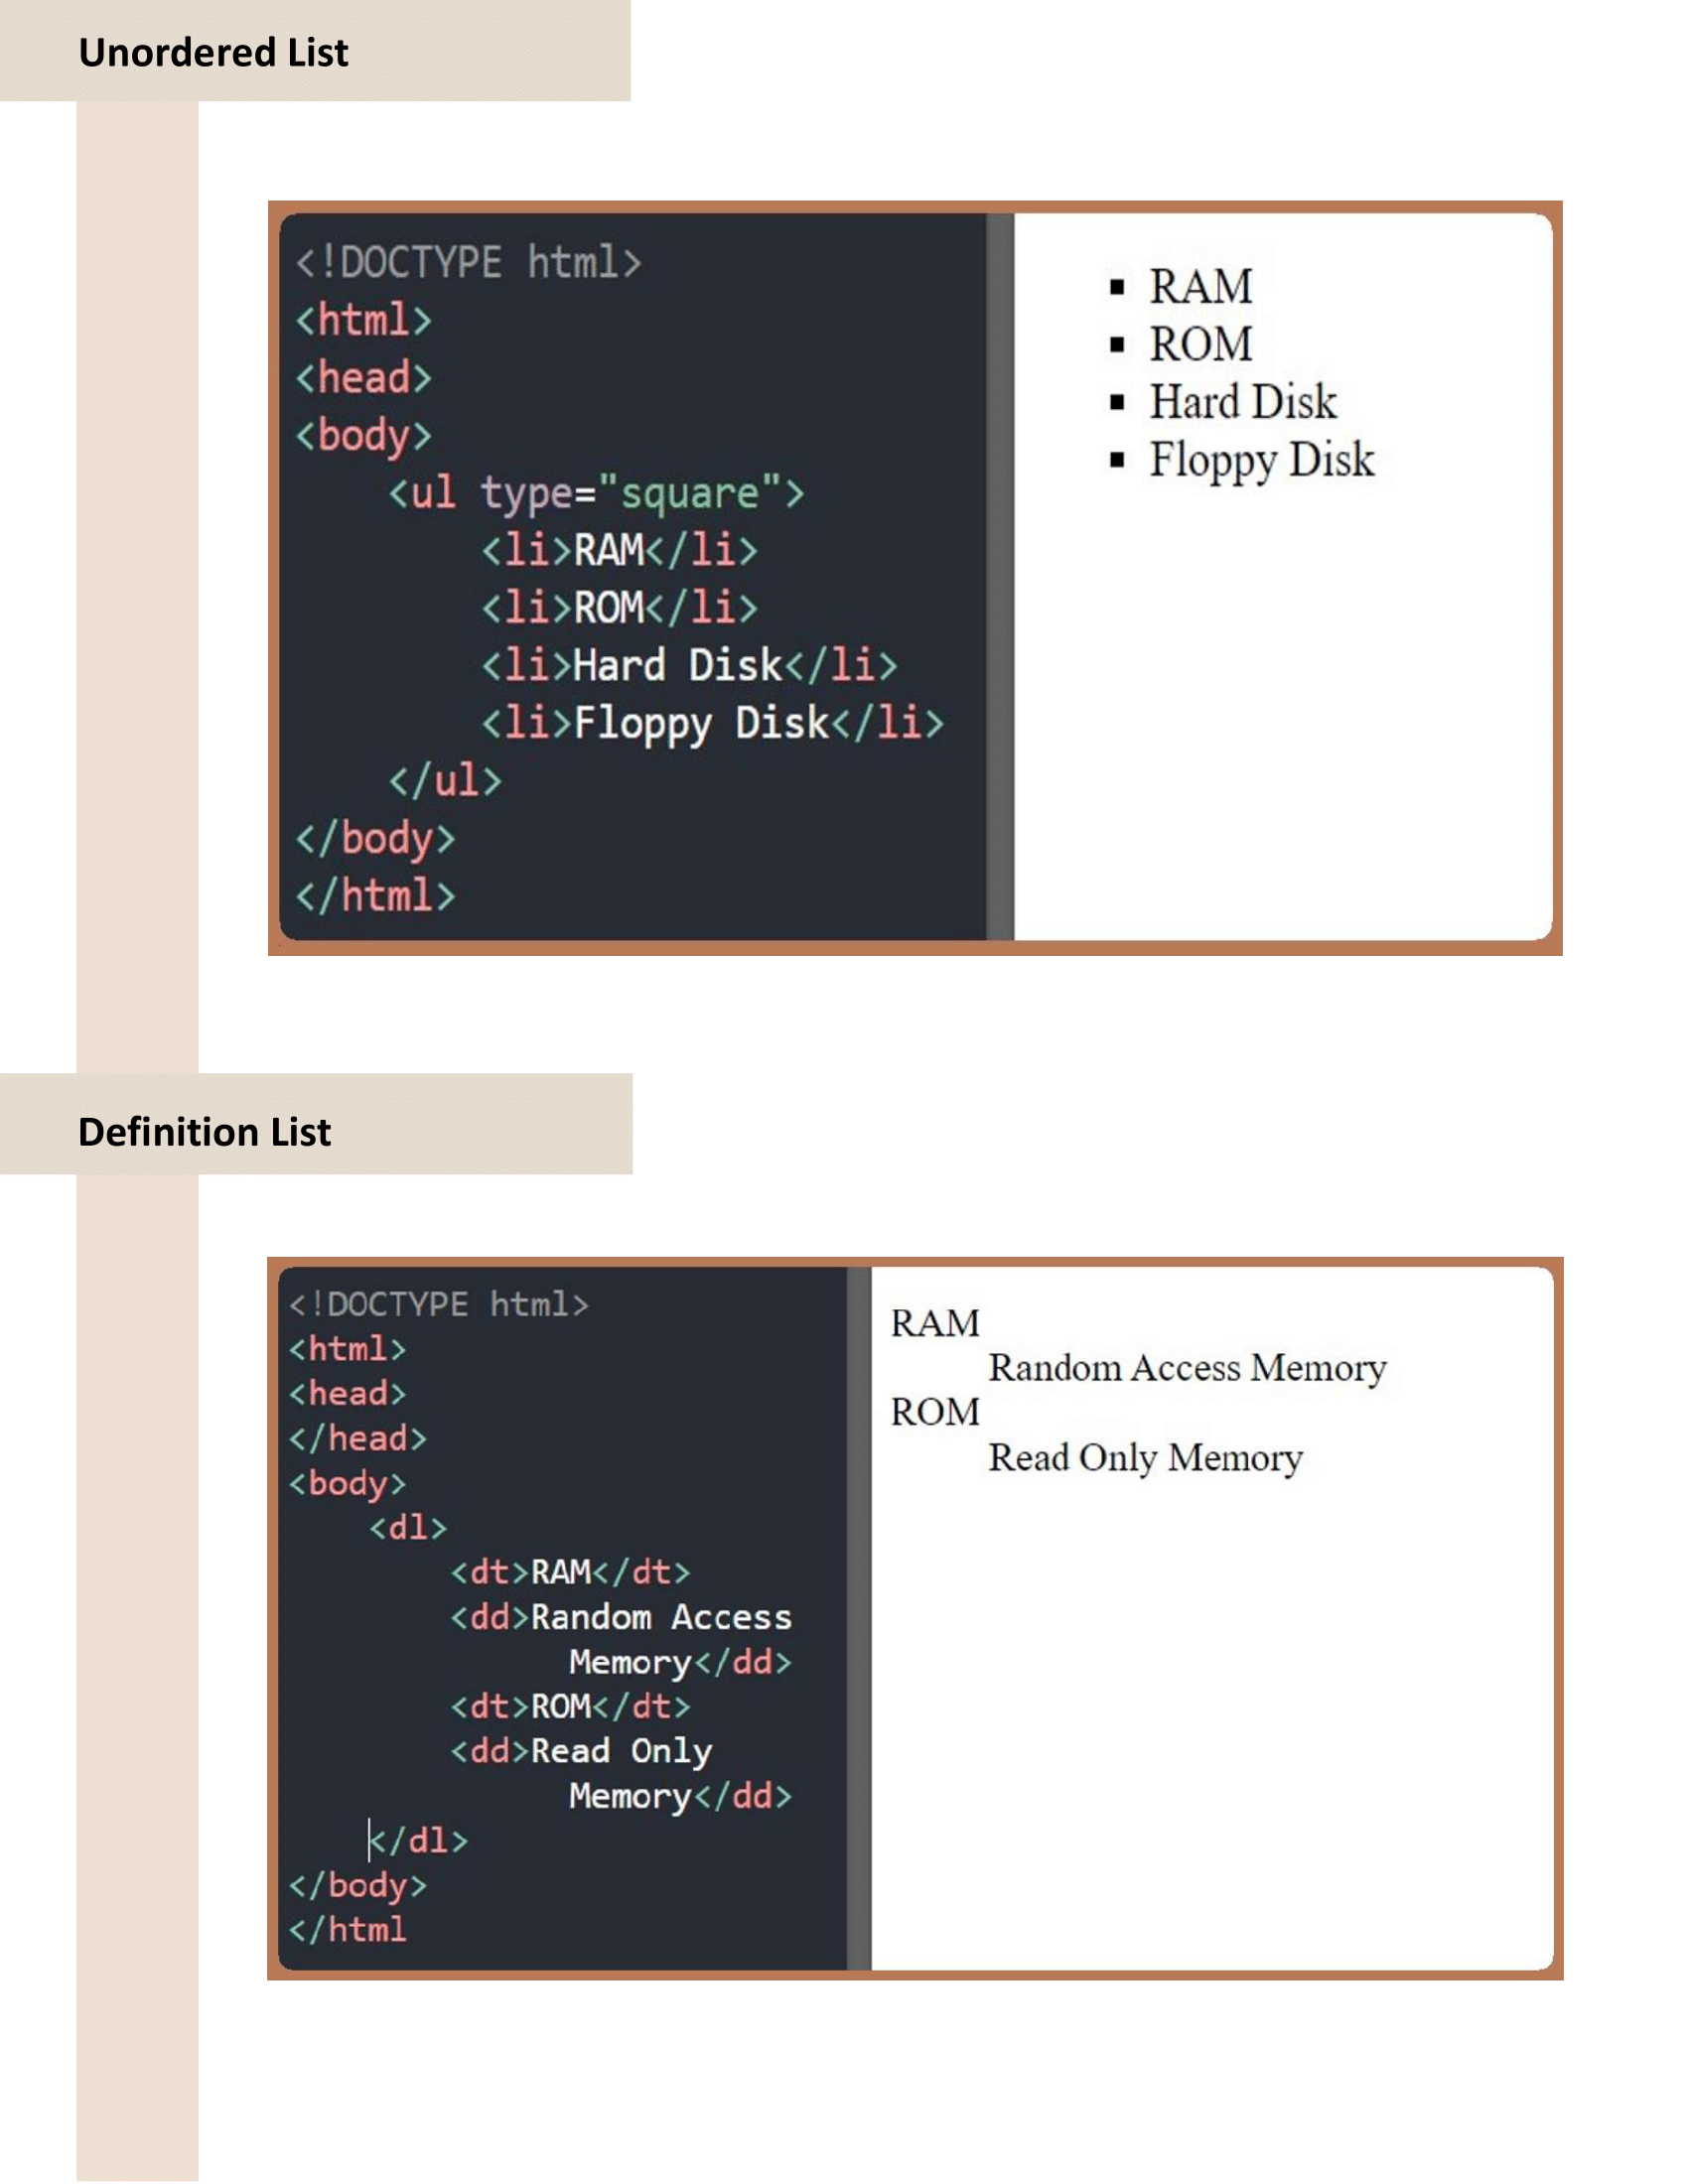 Unordered List
<!DOCTYPE html>
<html>
<head>
<body>
    <ul type="square">
        <li>RAM</li>
        <li>ROM</li>
        <li>Hard Disk</li>
        <li>Floppy Disk</li>
    </ul>
</body>
</html>
▪ RAM
▪ ROM
▪ Hard Disk
▪ Floppy Disk
Definition List
<!DOCTYPE html>
<html>
<head>
</head>
<body>
    <dl>
        <dt>RAM</dt>
        <dd>Random Access
              Memory</dd>
        <dt>ROM</dt>
        <dd>Read Only
              Memory</dd>
    </dl>
</body>
</html
RAM
Random Access Memory
ROM
Read Only Memory